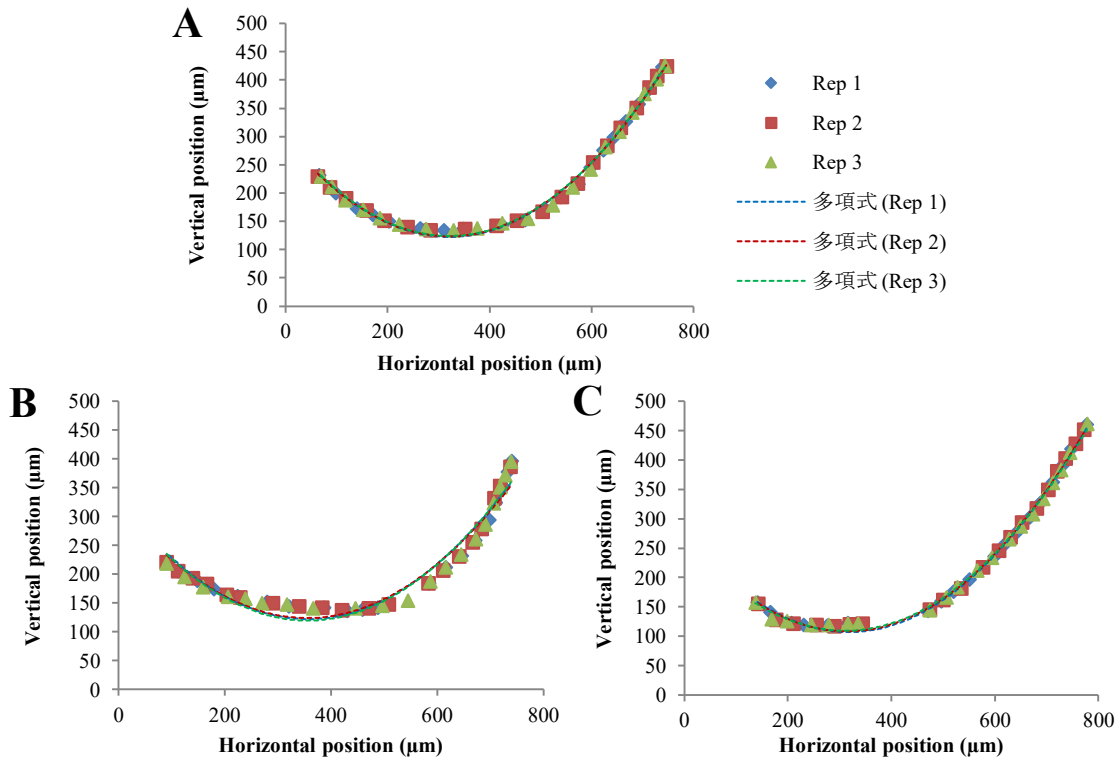 A
500
450
400
350
300
250
200
150
100
50
0
0 200 400 600 800
Vertical position (µm)
Horizontal position (µm)
Rep 1
Rep 2
Rep 3
多項式 (Rep 1)
多項式 (Rep 2)
多項式 (Rep 3)
B
500
450
400
350
300
250
200
150
100
50
0
0 200 400 600 800
Vertical position (µm)
Horizontal position (µm)
C
500
450
400
350
300
250
200
150
100
50
0
0 200 400 600 800
Vertical position (µm)
Horizontal position (µm)